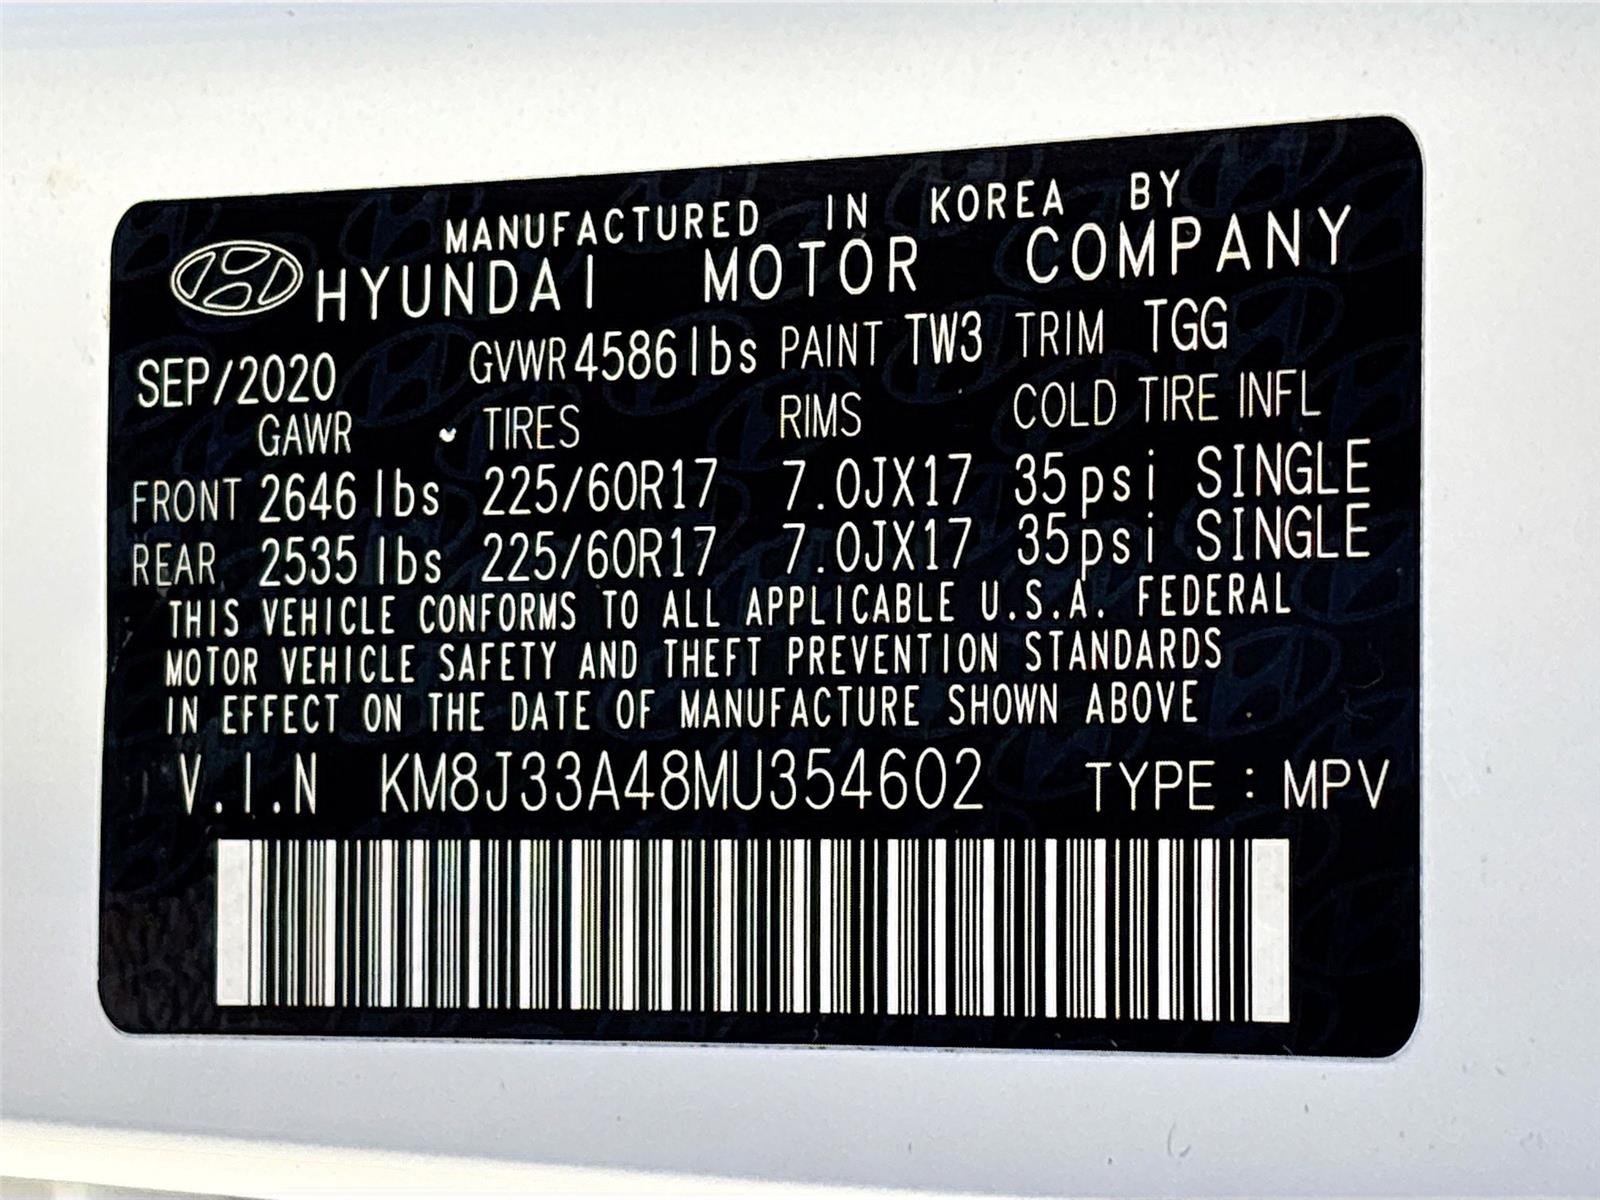 MANUFACTURED IN KOREA BY
HYUNDAI MOTOR COMPANY
SEP/2020 GVWR 4586 lbs PAINT TW3 TRIM TGG
GAWR TIRES RIMS COLD TIRE INFL
FRONT 2646 lbs 225/60R17 7.0JX17 35psi SINGLE
REAR 2535 lbs 225/60R17 7.0JX17 35psi SINGLE
THIS VEHICLE CONFORMS TO ALL APPLICABLE U.S.A. FEDERAL
MOTOR VEHICLE SAFETY AND THEFT PREVENTION STANDARDS
IN EFFECT ON THE DATE OF MANUFACTURE SHOWN ABOVE
V.I.N KM8J33A48MU354602 TYPE : MPV